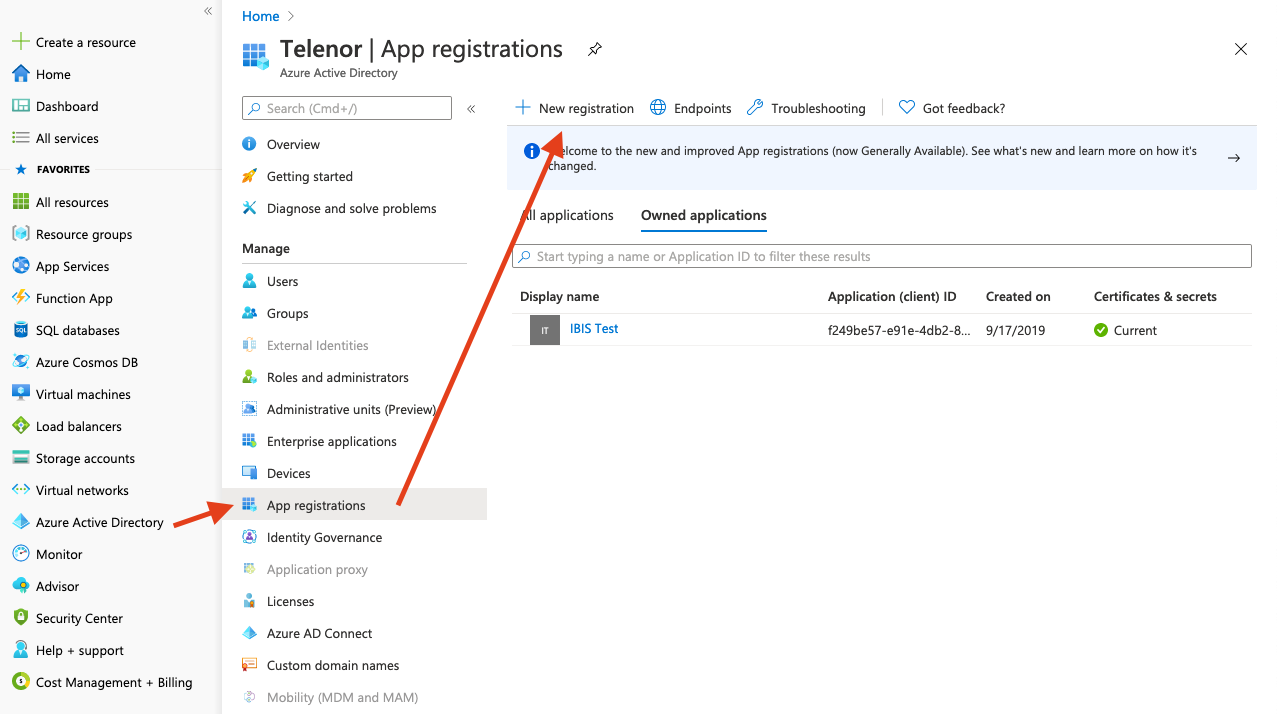 «
Create a resource
Home
Dashboard
All services
FAVORITES
All resources
Resource groups
App Services
Function App
SQL databases
Azure Cosmos DB
Virtual machines
Load balancers
Storage accounts
Virtual networks
Azure Active Directory
Monitor
Advisor
Security Center
Help + support
Cost Management + Billing
Home >
Telenor | App registrations
Azure Active Directory
Search (Cmd+/)
«
Overview
Getting started
Diagnose and solve problems
Manage
Users
Groups
External Identities
Roles and administrators
Administrative units (Preview)
Enterprise applications
Devices
App registrations
Identity Governance
Application proxy
Licenses
Azure AD Connect
Custom domain names
Mobility (MDM and MAM)
New registration Endpoints Troubleshooting Got feedback?
Welcome to the new and improved App registrations (now Generally Available). See what's new and learn more on how it's
changed.
All applications Owned applications
Start typing a name or Application ID to filter these results
Display name Application (client) ID Created on Certificates & secrets
IT IBIS Test f249be57-e91e-4db2-8... 9/17/2019 Current